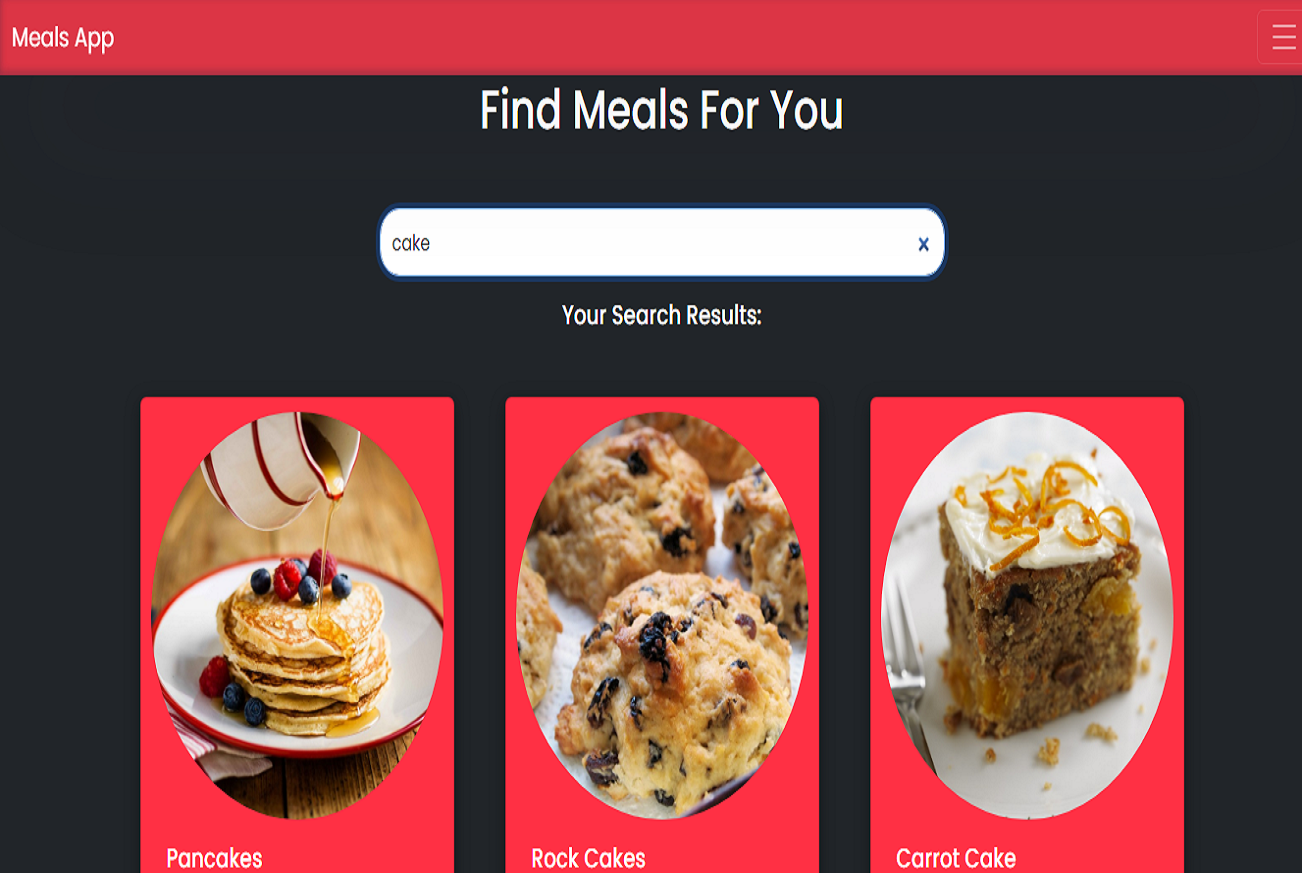 Meals App
Find Meals For You
cake
Your Search Results:
Pancakes
Rock Cakes
Carrot Cake